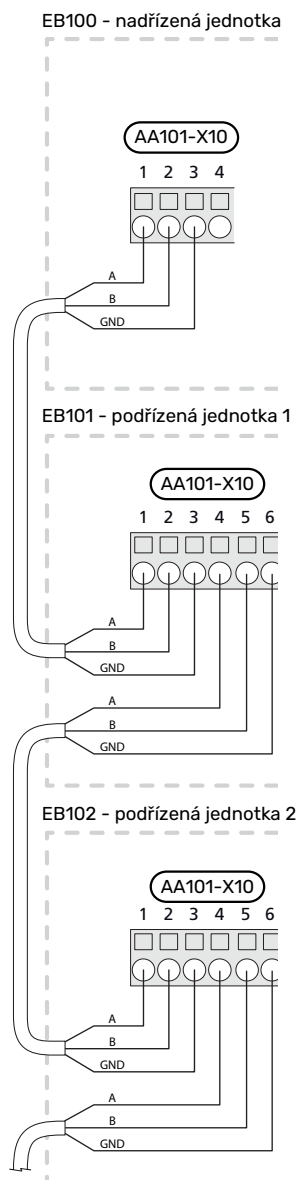 EB100 - nadřízená jednotka
AA101-X10
1 2 3 4
A
B
GND
EB101 - podřízená jednotka 1
AA101-X10
1 2 3 4 5 6
A
B
GND
A
B
GND
EB102 - podřízená jednotka 2
AA101-X10
1 2 3 4 5 6
A
B
GND
A
B
GND